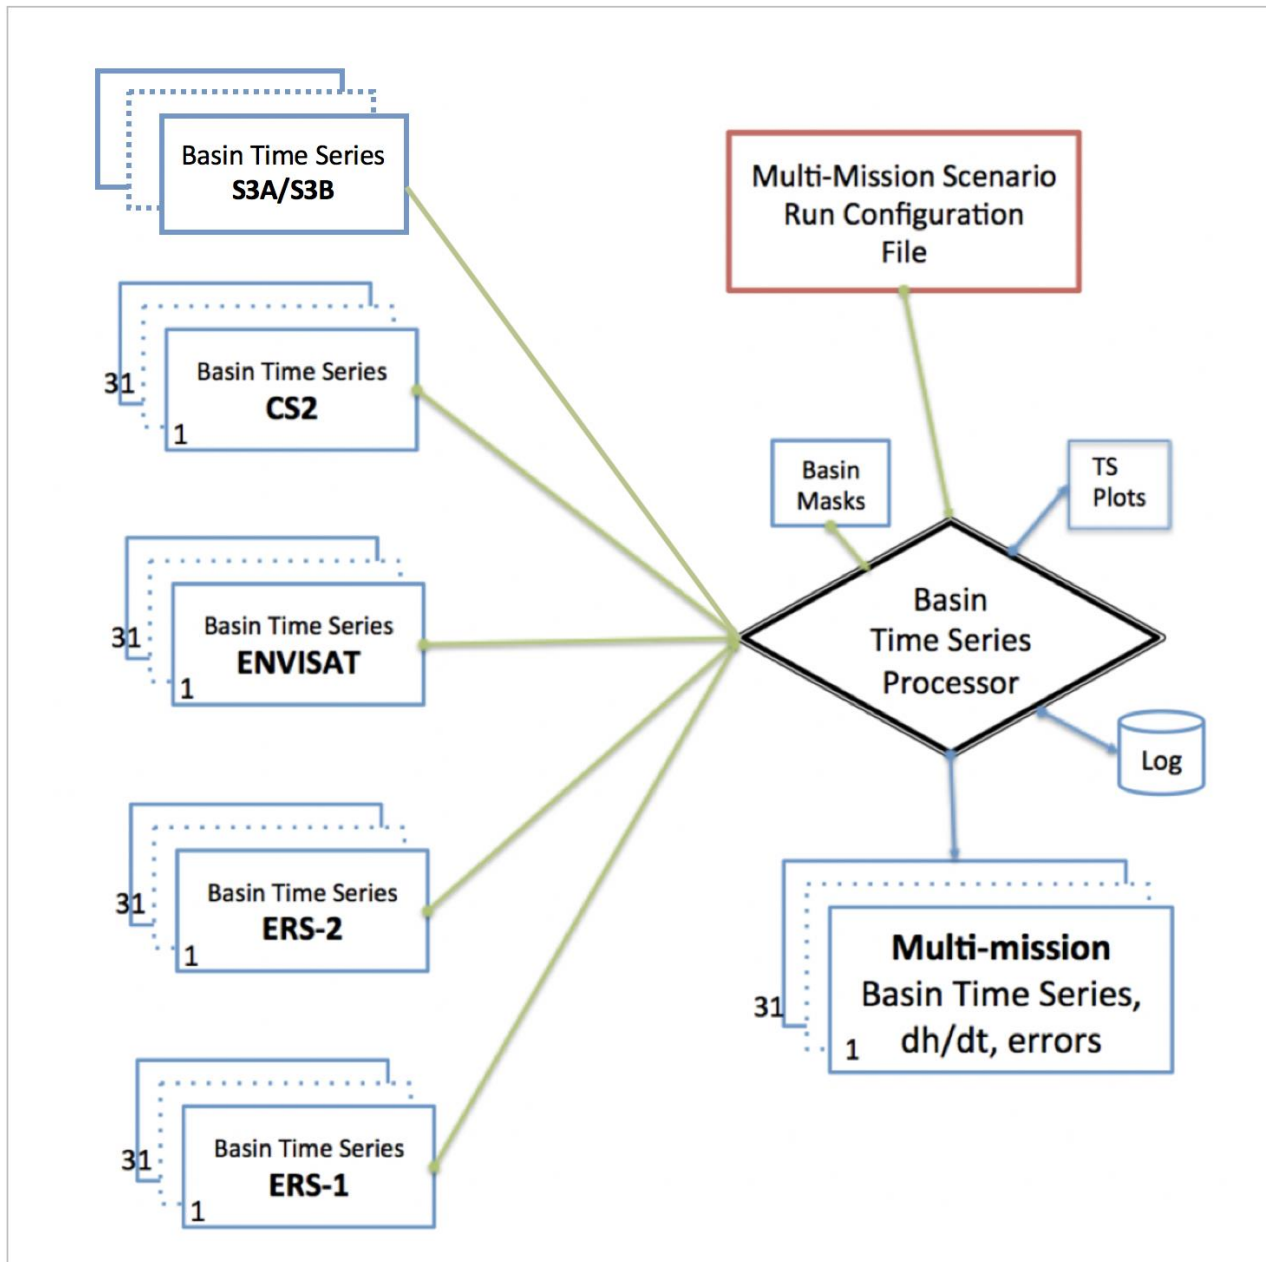 Basin Time Series
S3A/S3B
Multi-Mission Scenario
Run Configuration
File
Basin Time Series
CS2
31
1
Basin
Masks
TS
Plots
Basin Time Series
ENVISAT
31
1
Basin
Time Series
Processor
Log
Basin Time Series
ERS-2
31
1
Multi-mission
Basin Time Series,
dh/dt, errors
31
1
Basin Time Series
ERS-1
31
1